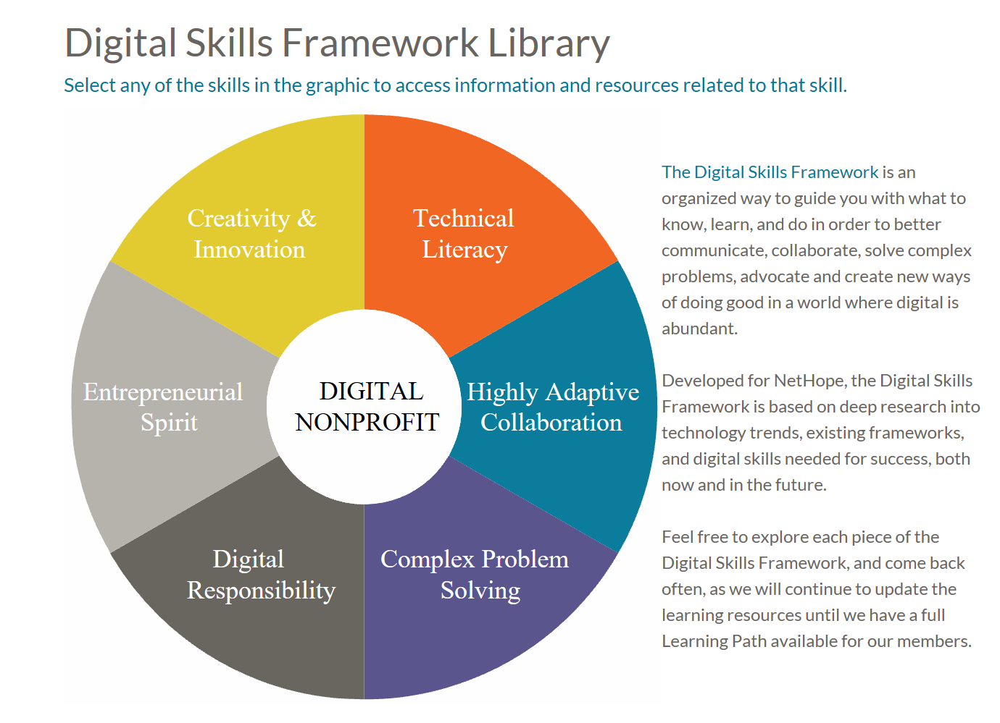 Digital Skills Framework Library
Select any of the skills in the graphic to access information and resources related to that skill.
Creativity &
Innovation
Technical
Literacy
Entrepreneurial
Spirit
DIGITAL
NONPROFIT
Highly Adaptive
Collaboration
Digital
Responsibility
Complex Problem
Solving
The Digital Skills Framework is an
organized way to guide you with what to
know, learn, and do in order to better
communicate, collaborate, solve complex
problems, advocate and create new ways
of doing good in a world where digital is
abundant.
Developed for NetHope, the Digital Skills
Framework is based on deep research into
technology trends, existing frameworks,
and digital skills needed for success, both
now and in the future.
Feel free to explore each piece of the
Digital Skills Framework, and come back
often, as we will continue to update the
learning resources until we have a full
Learning Path available for our members.